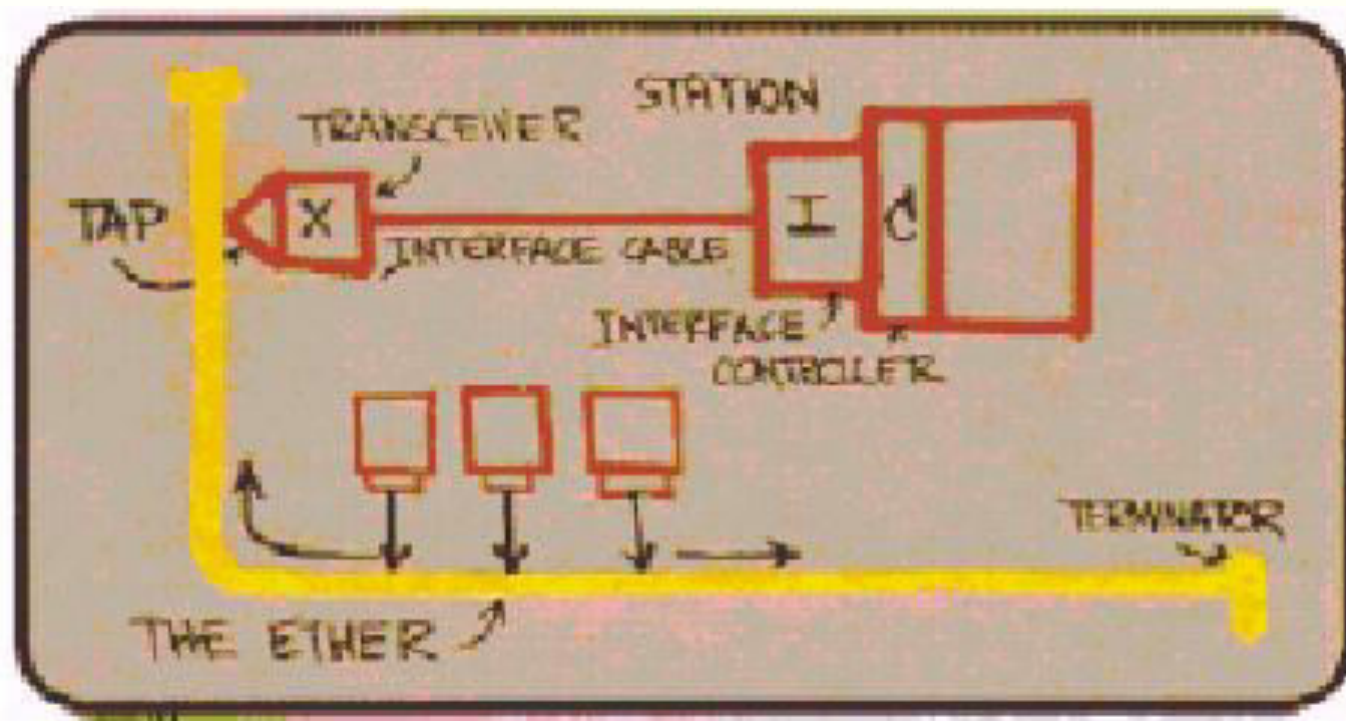 STATION
TRANSCEIVER
TAP
X
I
C
INTERFACE CABLE
INTERFACE
CONTROLLER
TERMINATOR
THE ETHER